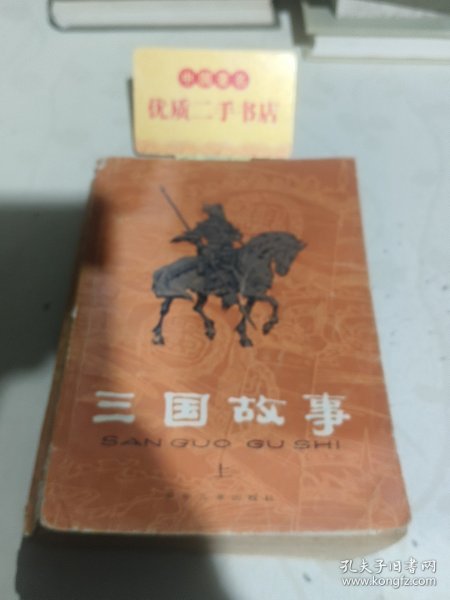 优质二手书店
三国故事
SAN GUO GU SHI
上
孔夫子旧书网
www.kongfz.com